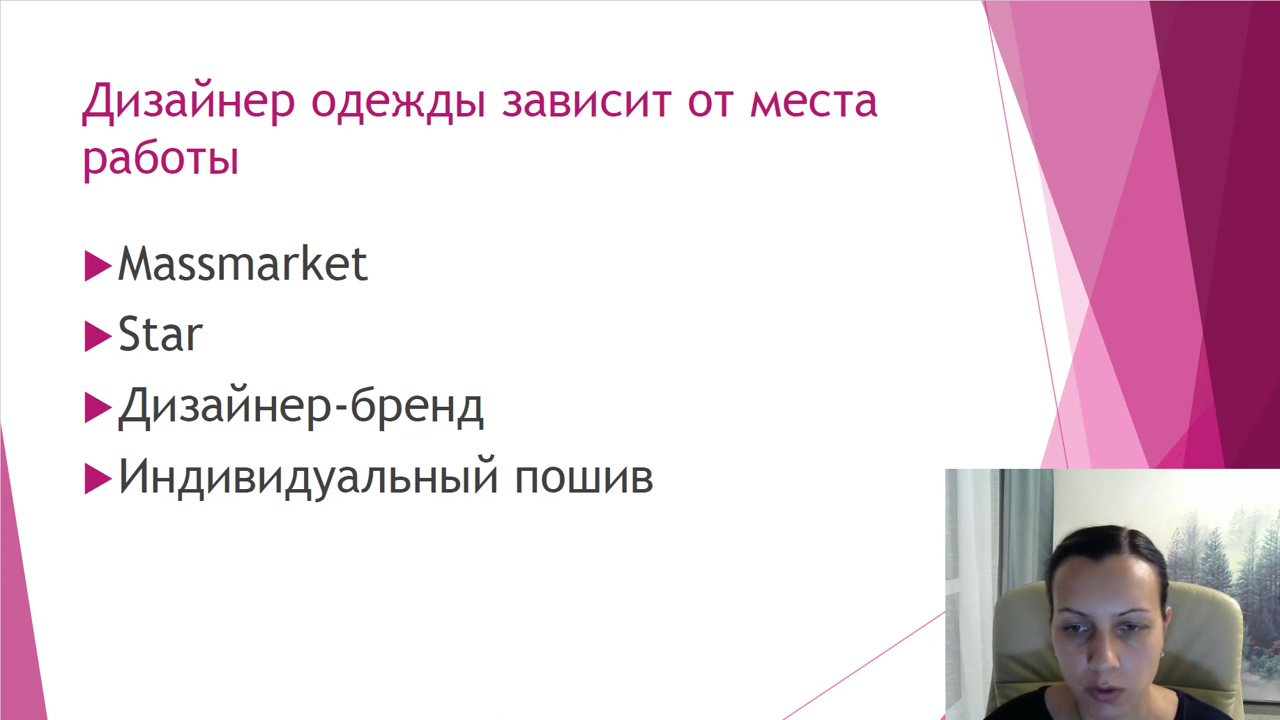 Дизайнер одежды зависит от места
работы
Massmarket
Star
Дизайнер-бренд
Индивидуальный пошив